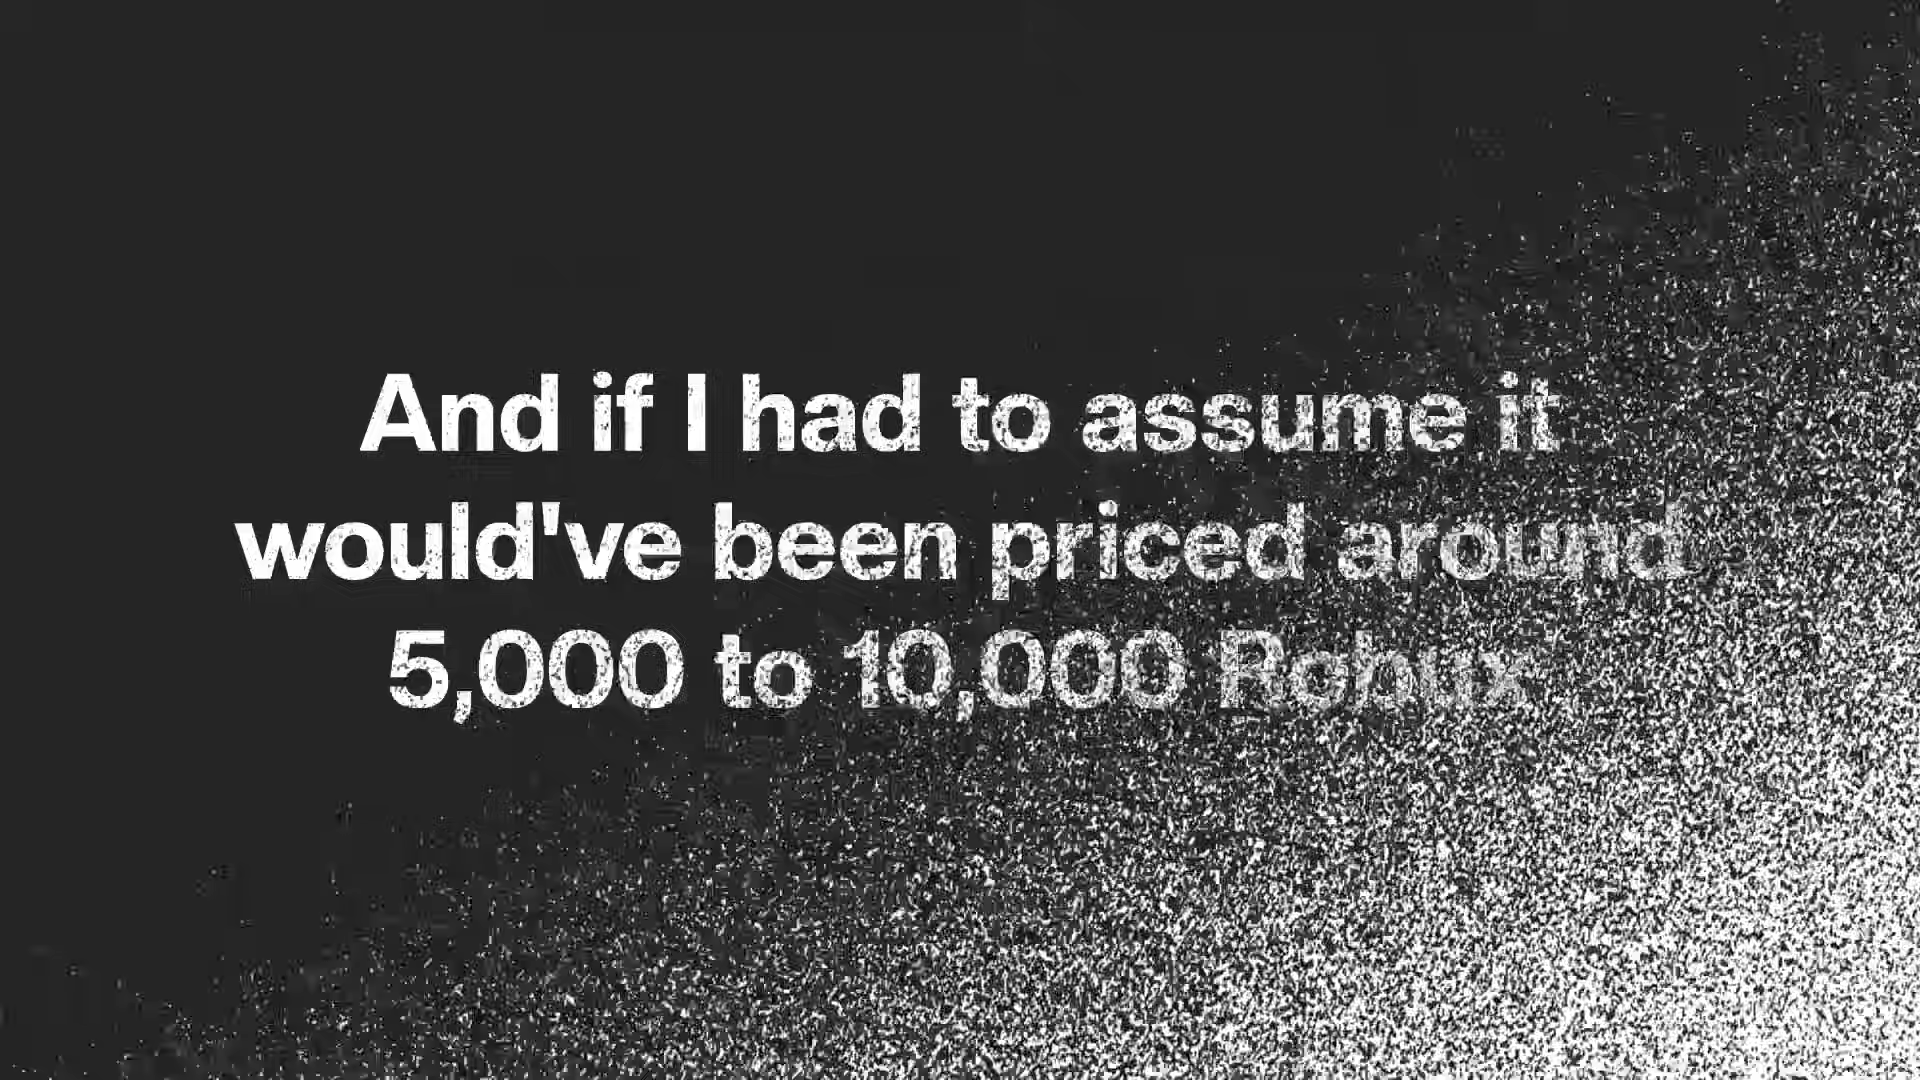 And if I had to assume it
would've been priced around
5,000 to 10,000 Robux